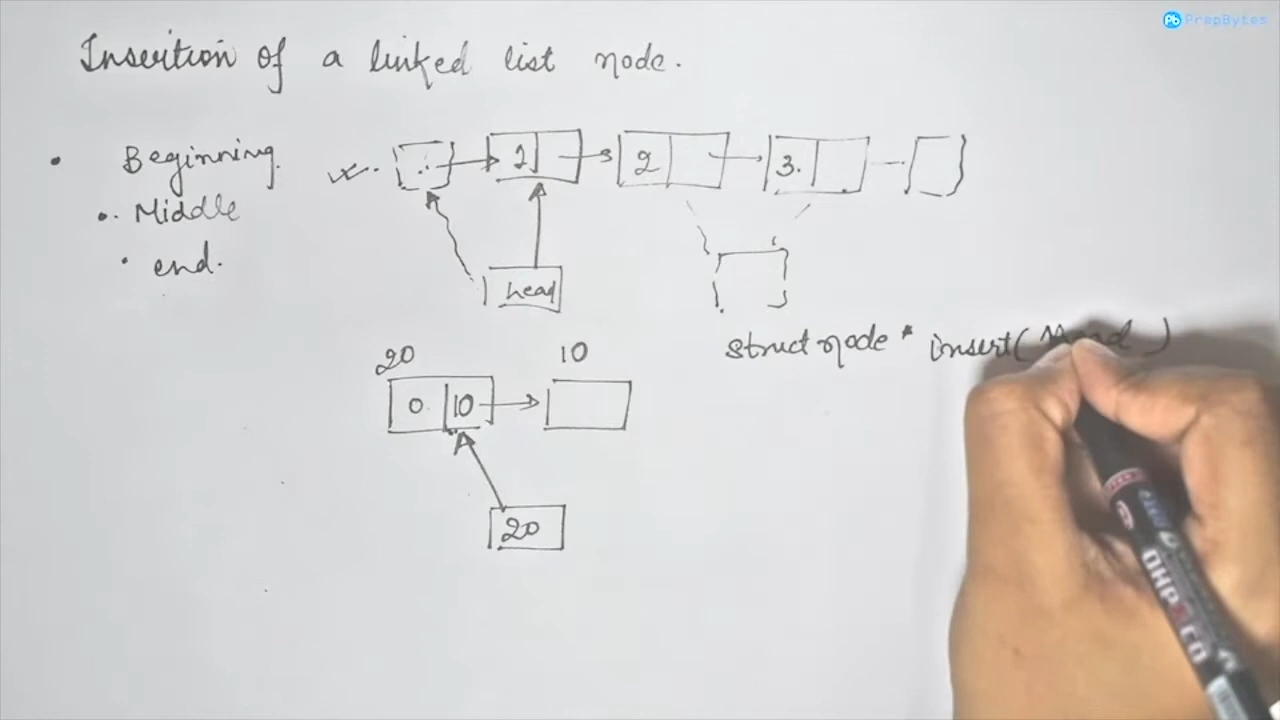 PrepBytes
Insertion of a linked list node.
Beginning.
Middle
end.
1
2
3.
head
20
10
0 10
20
struct node * insert( )
OHP